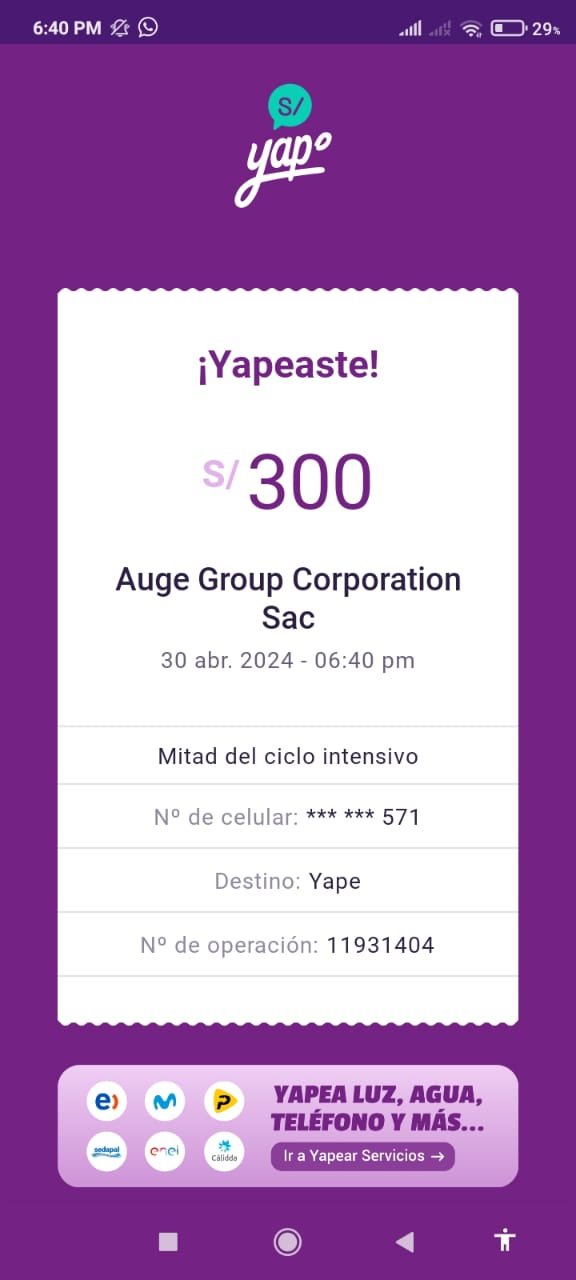 6:40 PM
29%
S/
yape
¡Yapeaste!
S/ 300
Auge Group Corporation
Sac
30 abr. 2024 - 06:40 pm
Mitad del ciclo intensivo
Nº de celular: *** *** 571
Destino: Yape
Nº de operación: 11931404
e)
P
YAPEA LUZ, AGUA,
TELÉFONO Y MÁS...
sedapal
enel
Cálidda
Ir a Yapear Servicios →